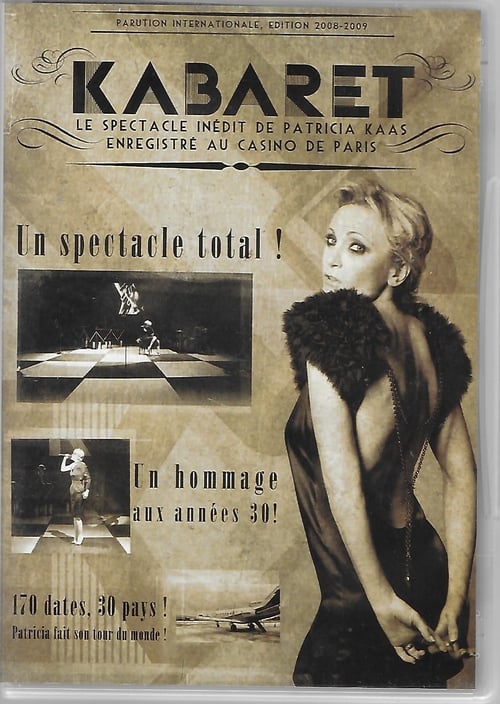 PARUTION INTERNATIONALE, EDITION 2008-2009
KABARET
LE SPECTACLE INÉDIT DE PATRICIA KAAS
ENREGISTRÉ AU CASINO DE PARIS
Un spectacle total !
Un hommage
aux années 30!
170 dates, 30 pays !
Patricia fait son tour du monde !